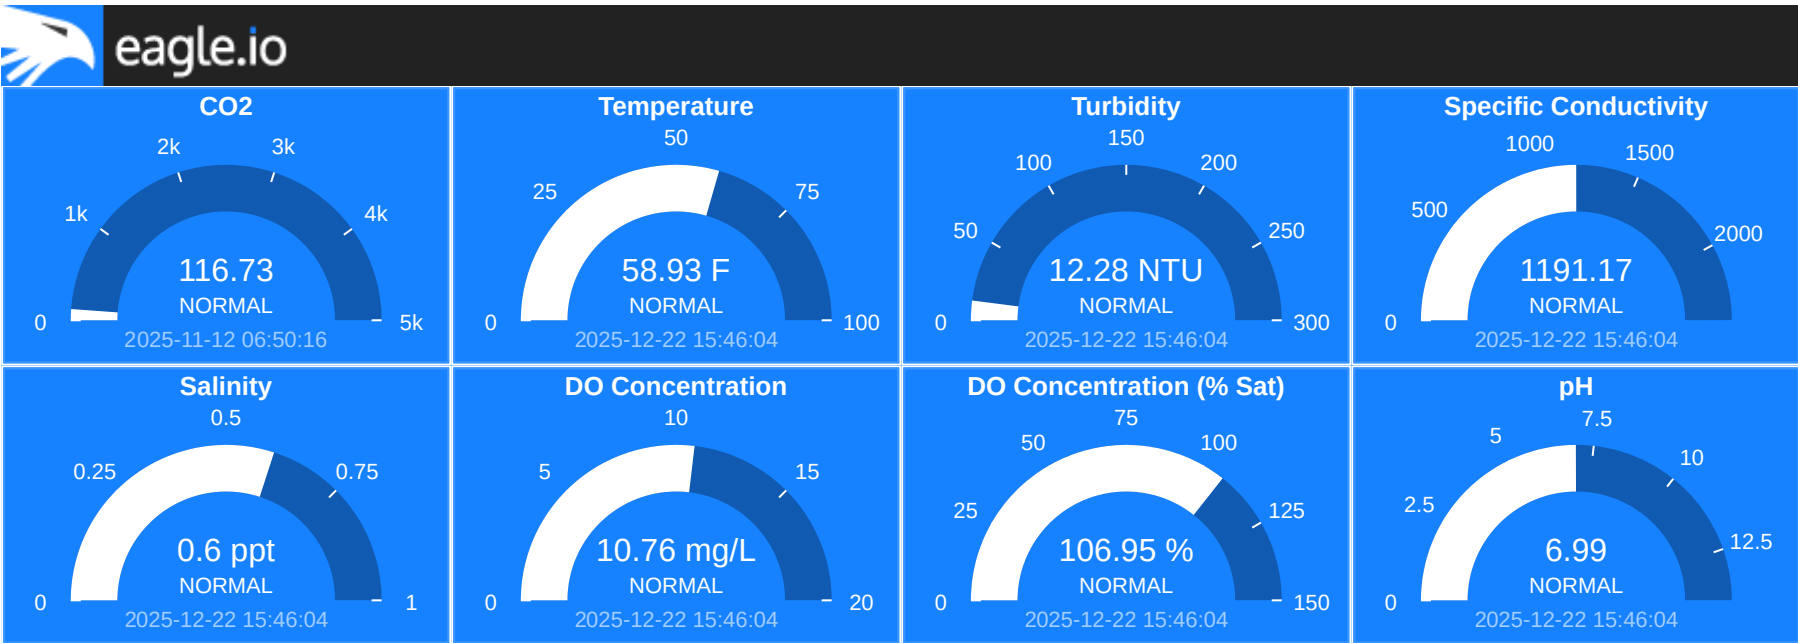 eagle.io
CO2
0
1k
2k
3k
4k
5k
116.73
NORMAL
2025-11-12 06:50:16
Temperature
0
25
50
75
100
58.93 F
NORMAL
2025-12-22 15:46:04
Turbidity
0
50
100
150
200
250
300
12.28 NTU
NORMAL
2025-12-22 15:46:04
Specific Conductivity
0
500
1000
1500
2000
1191.17
NORMAL
2025-12-22 15:46:04
Salinity
0
0.25
0.5
0.75
1
0.6 ppt
NORMAL
2025-12-22 15:46:04
DO Concentration
0
5
10
15
20
10.76 mg/L
NORMAL
2025-12-22 15:46:04
DO Concentration (% Sat)
0
25
50
75
100
125
150
106.95 %
NORMAL
2025-12-22 15:46:04
pH
0
2.5
5
7.5
10
12.5
6.99
NORMAL
2025-12-22 15:46:04